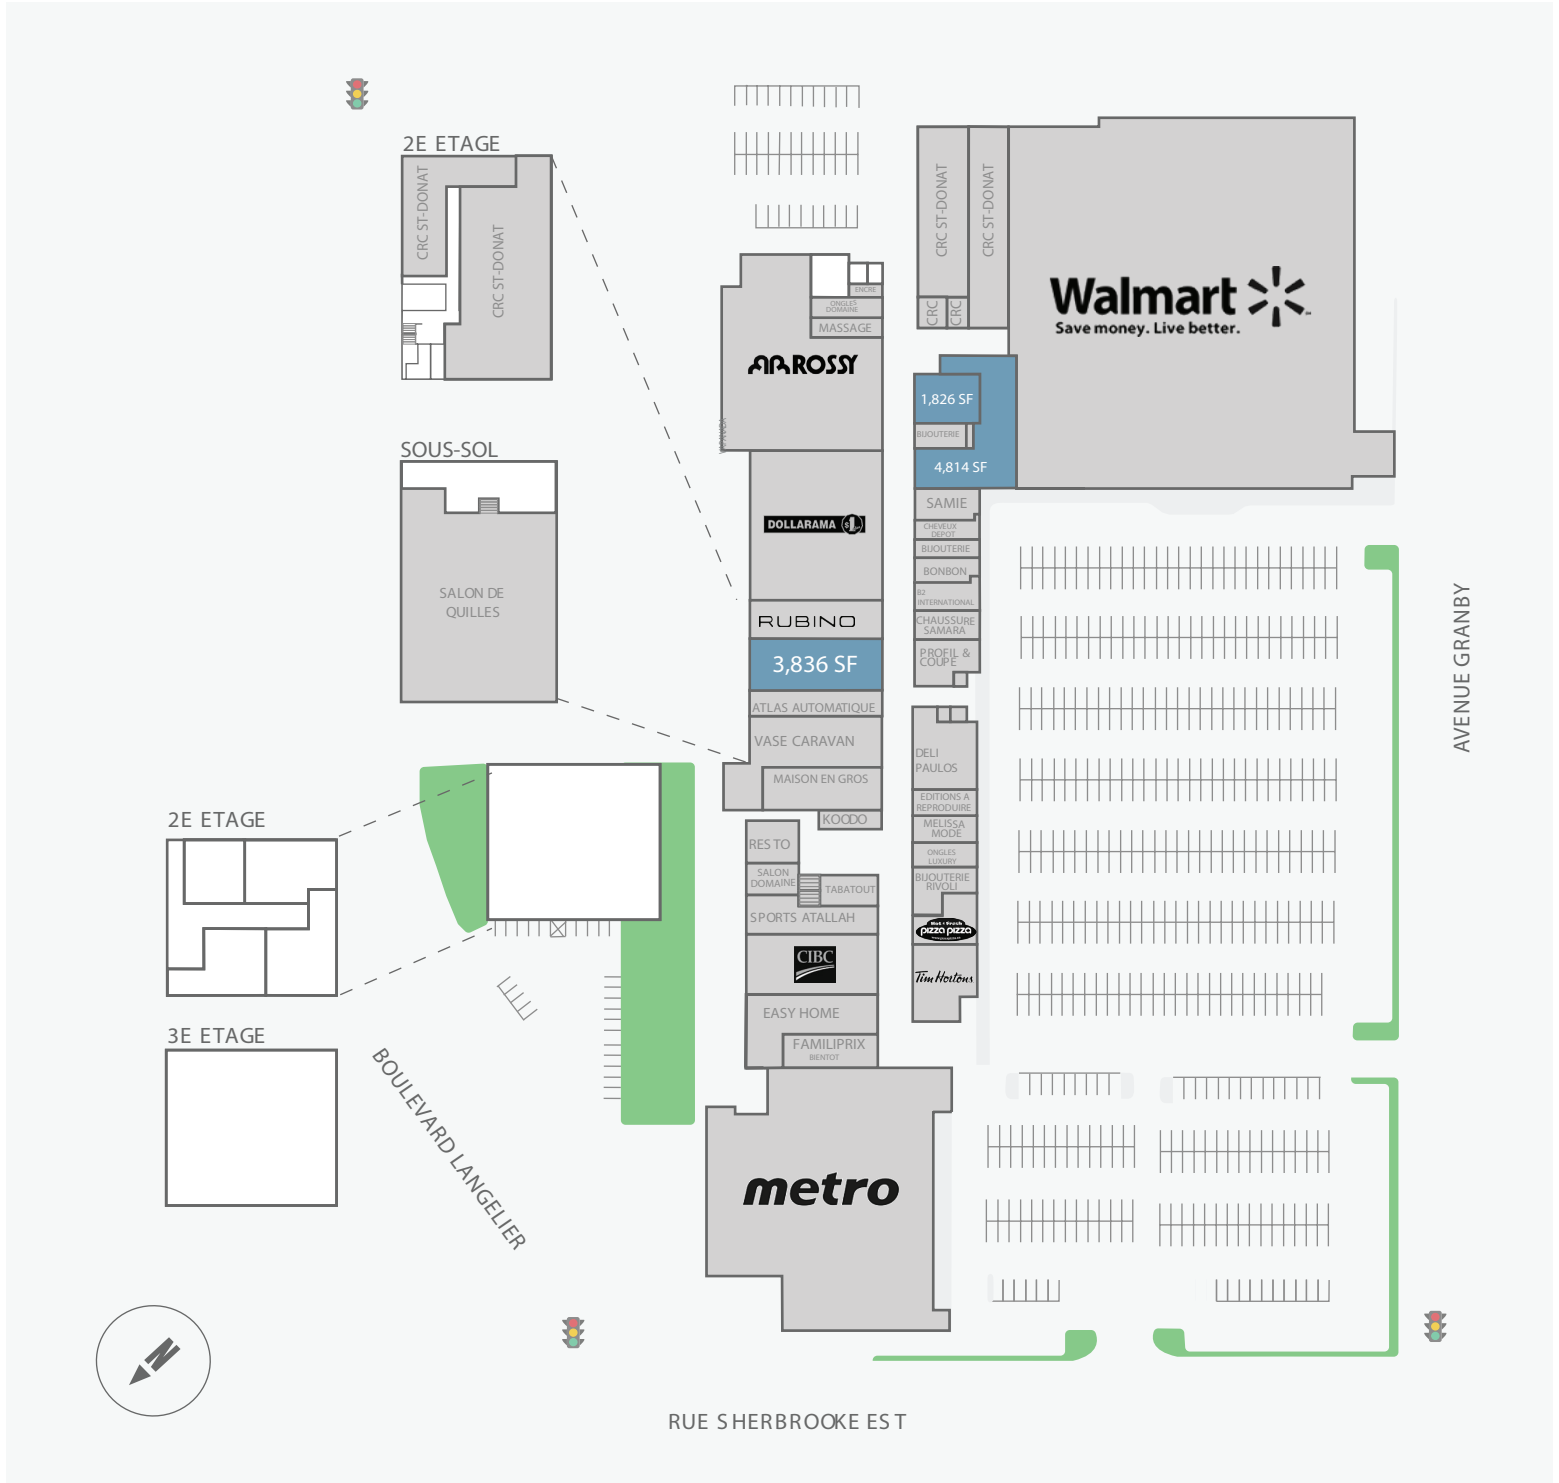 2E ETAGE
CRC ST-DONAT
CRC ST-DONAT
SOUS-SOL
SALON DE
QUILLES
2E ETAGE
3E ETAGE
BOULEVARD LANGELIER
N
ENCRE
ONGLES
DOMAINE
MASSAGE
ROSSY
DOLLARAMA $1
RUBINO
3,836 SF
ATLAS AUTOMATIQUE
VASE CARAVAN
MAISON EN GROS
KOODO
RESTO
SALON
DOMAINE
TABATOUT
SPORTS ATALLAH
CIBC
EASY HOME
FAMILIPRIX
BIENTOT
metro
CRC ST-DONAT
CRC ST-DONAT
CRC
CRC
Walmart
Save money. Live better.
1,826 SF
BIJOUTERIE
4,814 SF
SAMIE
CHEVEUX
DEPOT
BIJOUTERIE
BONBON
B2
INTERNATIONAL
CHAUSSURE
SAMARA
PROFIL &
COUPE
DELI
PAULOS
EDITIONS A
REPRODUIRE
MELISSA
MODE
ONGLES
LUXURY
BIJOUTERIE
RIVOLI
pizza pizza
Tim Hortons
AVENUE GRANBY
RUE SHERBROOKE EST